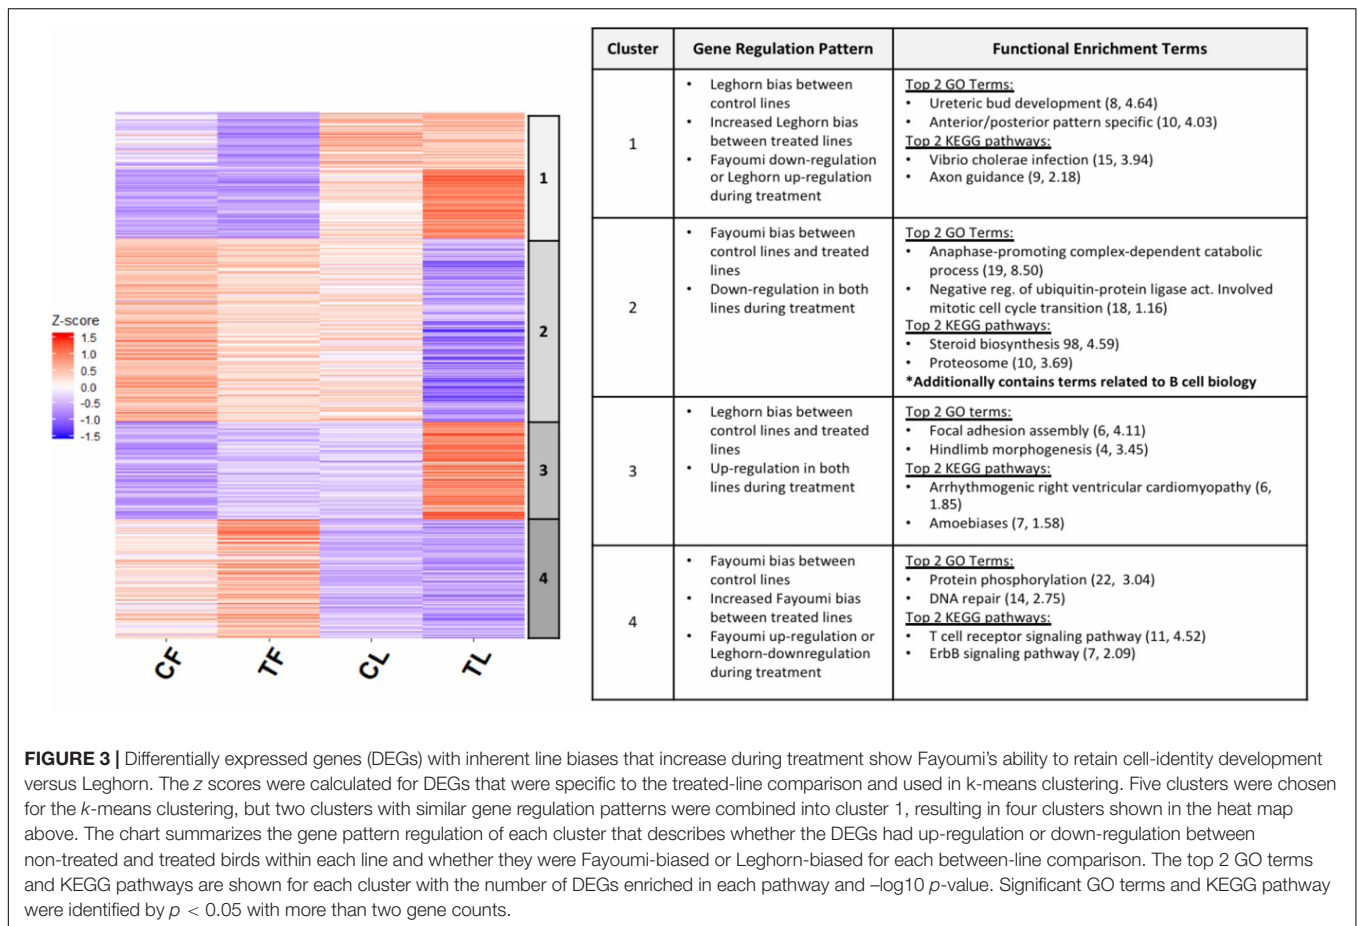 Z-score
1.5
1.0
0.5
0.0
-0.5
-1.0
-1.5
1
2
3
4
CF
TF
CL
TL
Cluster
Gene Regulation Pattern
Functional Enrichment Terms
1
• Leghorn bias between
control lines
• Increased Leghorn bias
between treated lines
• Fayoumi down-regulation
or Leghorn up-regulation
during treatment
Top 2 GO Terms:
• Ureteric bud development (8, 4.64)
• Anterior/posterior pattern specific (10, 4.03)
Top 2 KEGG pathways:
• Vibrio cholerae infection (15, 3.94)
• Axon guidance (9, 2.18)
2
• Fayoumi bias between
control lines and treated
lines
• Down-regulation in both
lines during treatment
Top 2 GO Terms:
• Anaphase-promoting complex-dependent catabolic
process (19, 8.50)
• Negative reg. of ubiquitin-protein ligase act. Involved
mitotic cell cycle transition (18, 1.16)
Top 2 KEGG pathways:
• Steroid biosynthesis 98, 4.59)
• Proteosome (10, 3.69)
*Additionally contains terms related to B cell biology
3
• Leghorn bias between
control lines and treated
lines
• Up-regulation in both
lines during treatment
Top 2 GO terms:
• Focal adhesion assembly (6, 4.11)
• Hindlimb morphogenesis (4, 3.45)
Top 2 KEGG pathways:
• Arrhythmogenic right ventricular cardiomyopathy (6,
1.85)
• Amoebiases (7, 1.58)
4
• Fayoumi bias between
control lines
• Increased Fayoumi bias
between treated lines
• Fayoumi up-regulation or
Leghorn-downregulation
during treatment
Top 2 GO Terms:
• Protein phosphorylation (22, 3.04)
• DNA repair (14, 2.75)
Top 2 KEGG pathways:
• T cell receptor signaling pathway (11, 4.52)
• ErbB signaling pathway (7, 2.09)
FIGURE 3 | Differentially expressed genes (DEGs) with inherent line biases that increase during treatment show Fayoumi's ability to retain cell-identity development
versus Leghorn. The z scores were calculated for DEGs that were specific to the treated-line comparison and used in k-means clustering. Five clusters were chosen
for the k-means clustering, but two clusters with similar gene regulation patterns were combined into cluster 1, resulting in four clusters shown in the heat map
above. The chart summarizes the gene pattern regulation of each cluster that describes whether the DEGs had up-regulation or down-regulation between
non-treated and treated birds within each line and whether they were Fayoumi-biased or Leghorn-biased for each between-line comparison. The top 2 GO terms
and KEGG pathways are shown for each cluster with the number of DEGs enriched in each pathway and –log10 p-value. Significant GO terms and KEGG pathway
were identified by p < 0.05 with more than two gene counts.